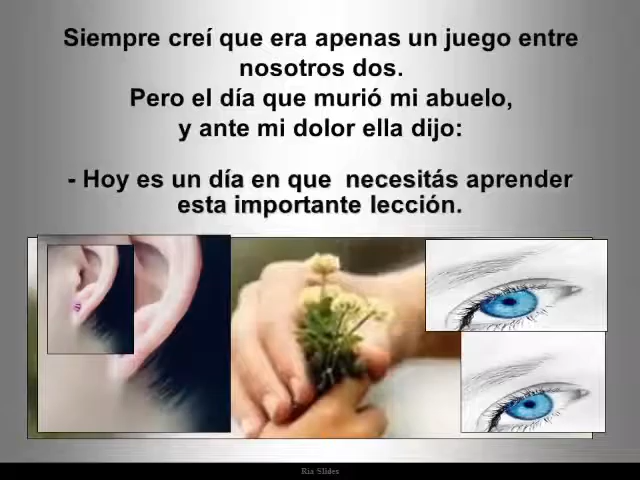 Siempre creí que era apenas un juego entre
nosotros dos.
Pero el día que murió mi abuelo,
y ante mi dolor ella dijo:
- Hoy es un día en que  necesitás aprender
esta importante lección.
Ria Slides